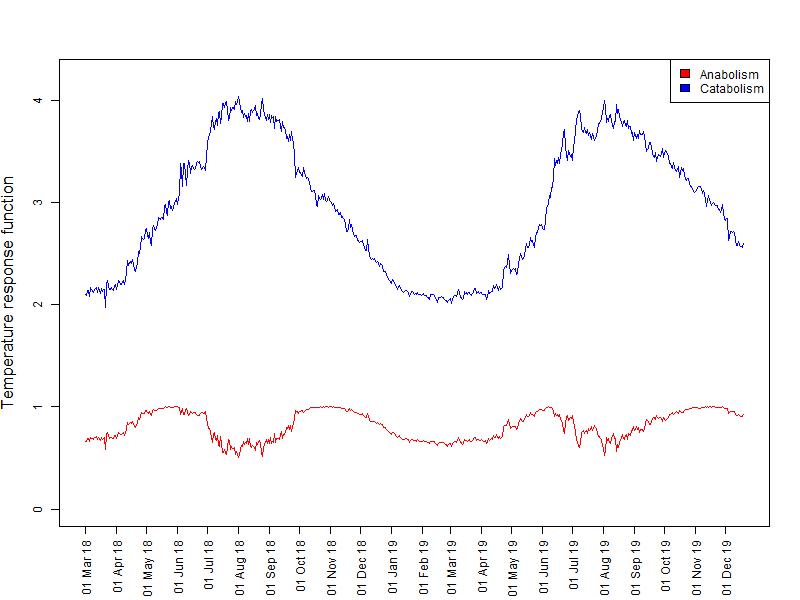 Anabolism
Catabolism
Temperature response function
4
3
2
1
0
01 Mar 18
01 Apr 18
01 May 18
01 Jun 18
01 Jul 18
01 Aug 18
01 Sep 18
01 Oct 18
01 Nov 18
01 Dec 18
01 Jan 19
01 Feb 19
01 Mar 19
01 Apr 19
01 May 19
01 Jun 19
01 Jul 19
01 Aug 19
01 Sep 19
01 Oct 19
01 Nov 19
01 Dec 19